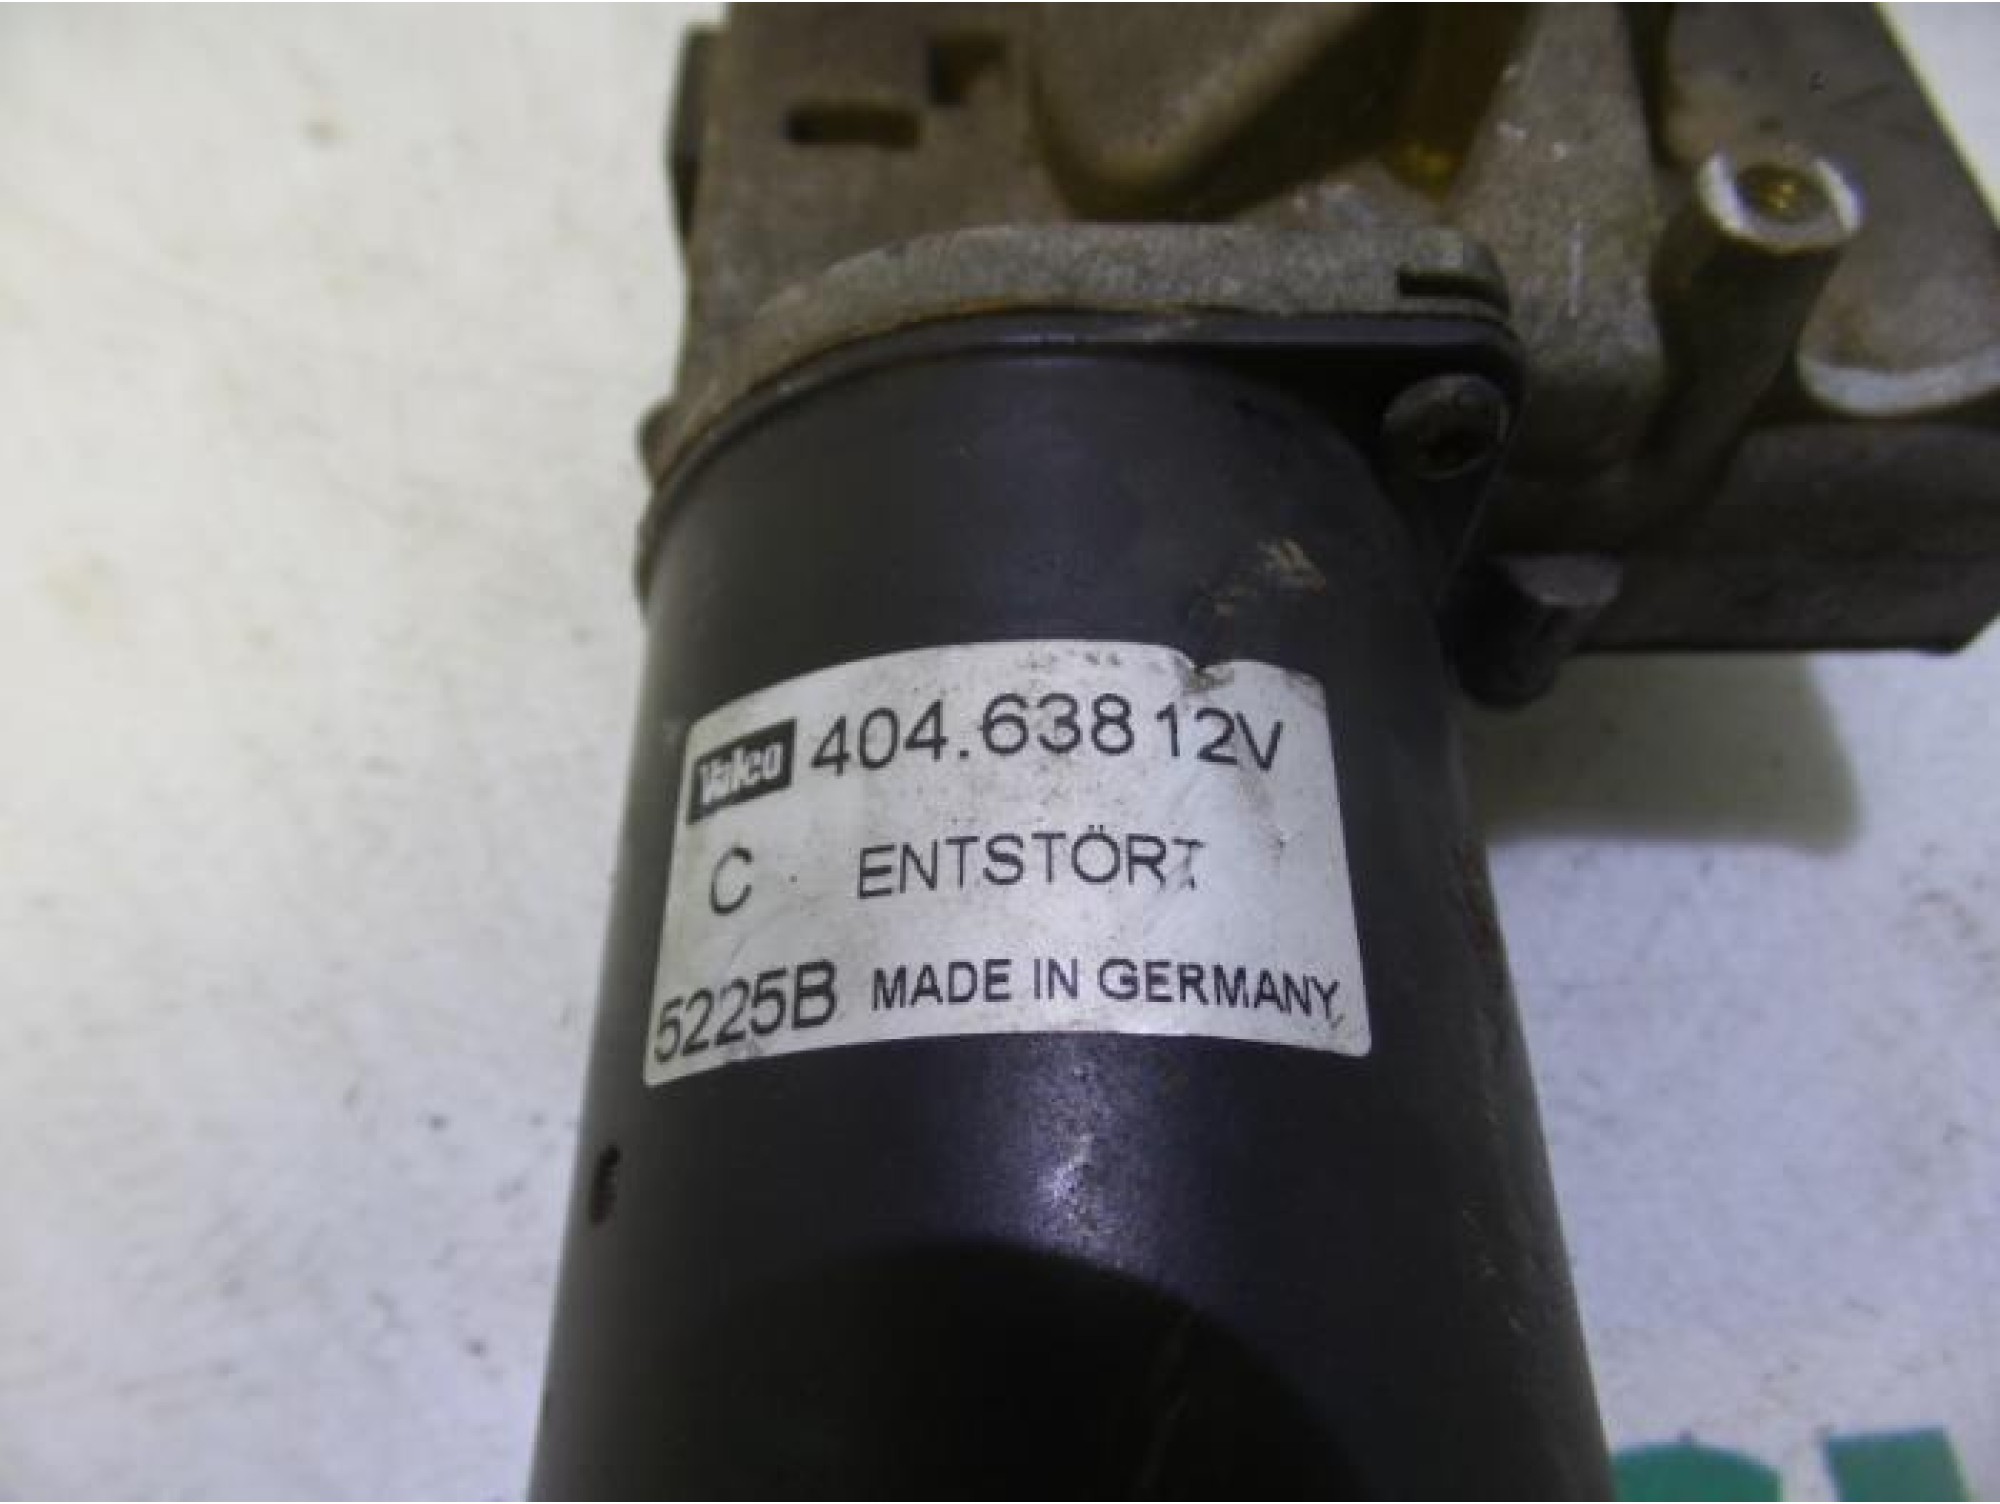 Valeo 404.638 12V
C ENTSTÖRT
5225B MADE IN GERMANY